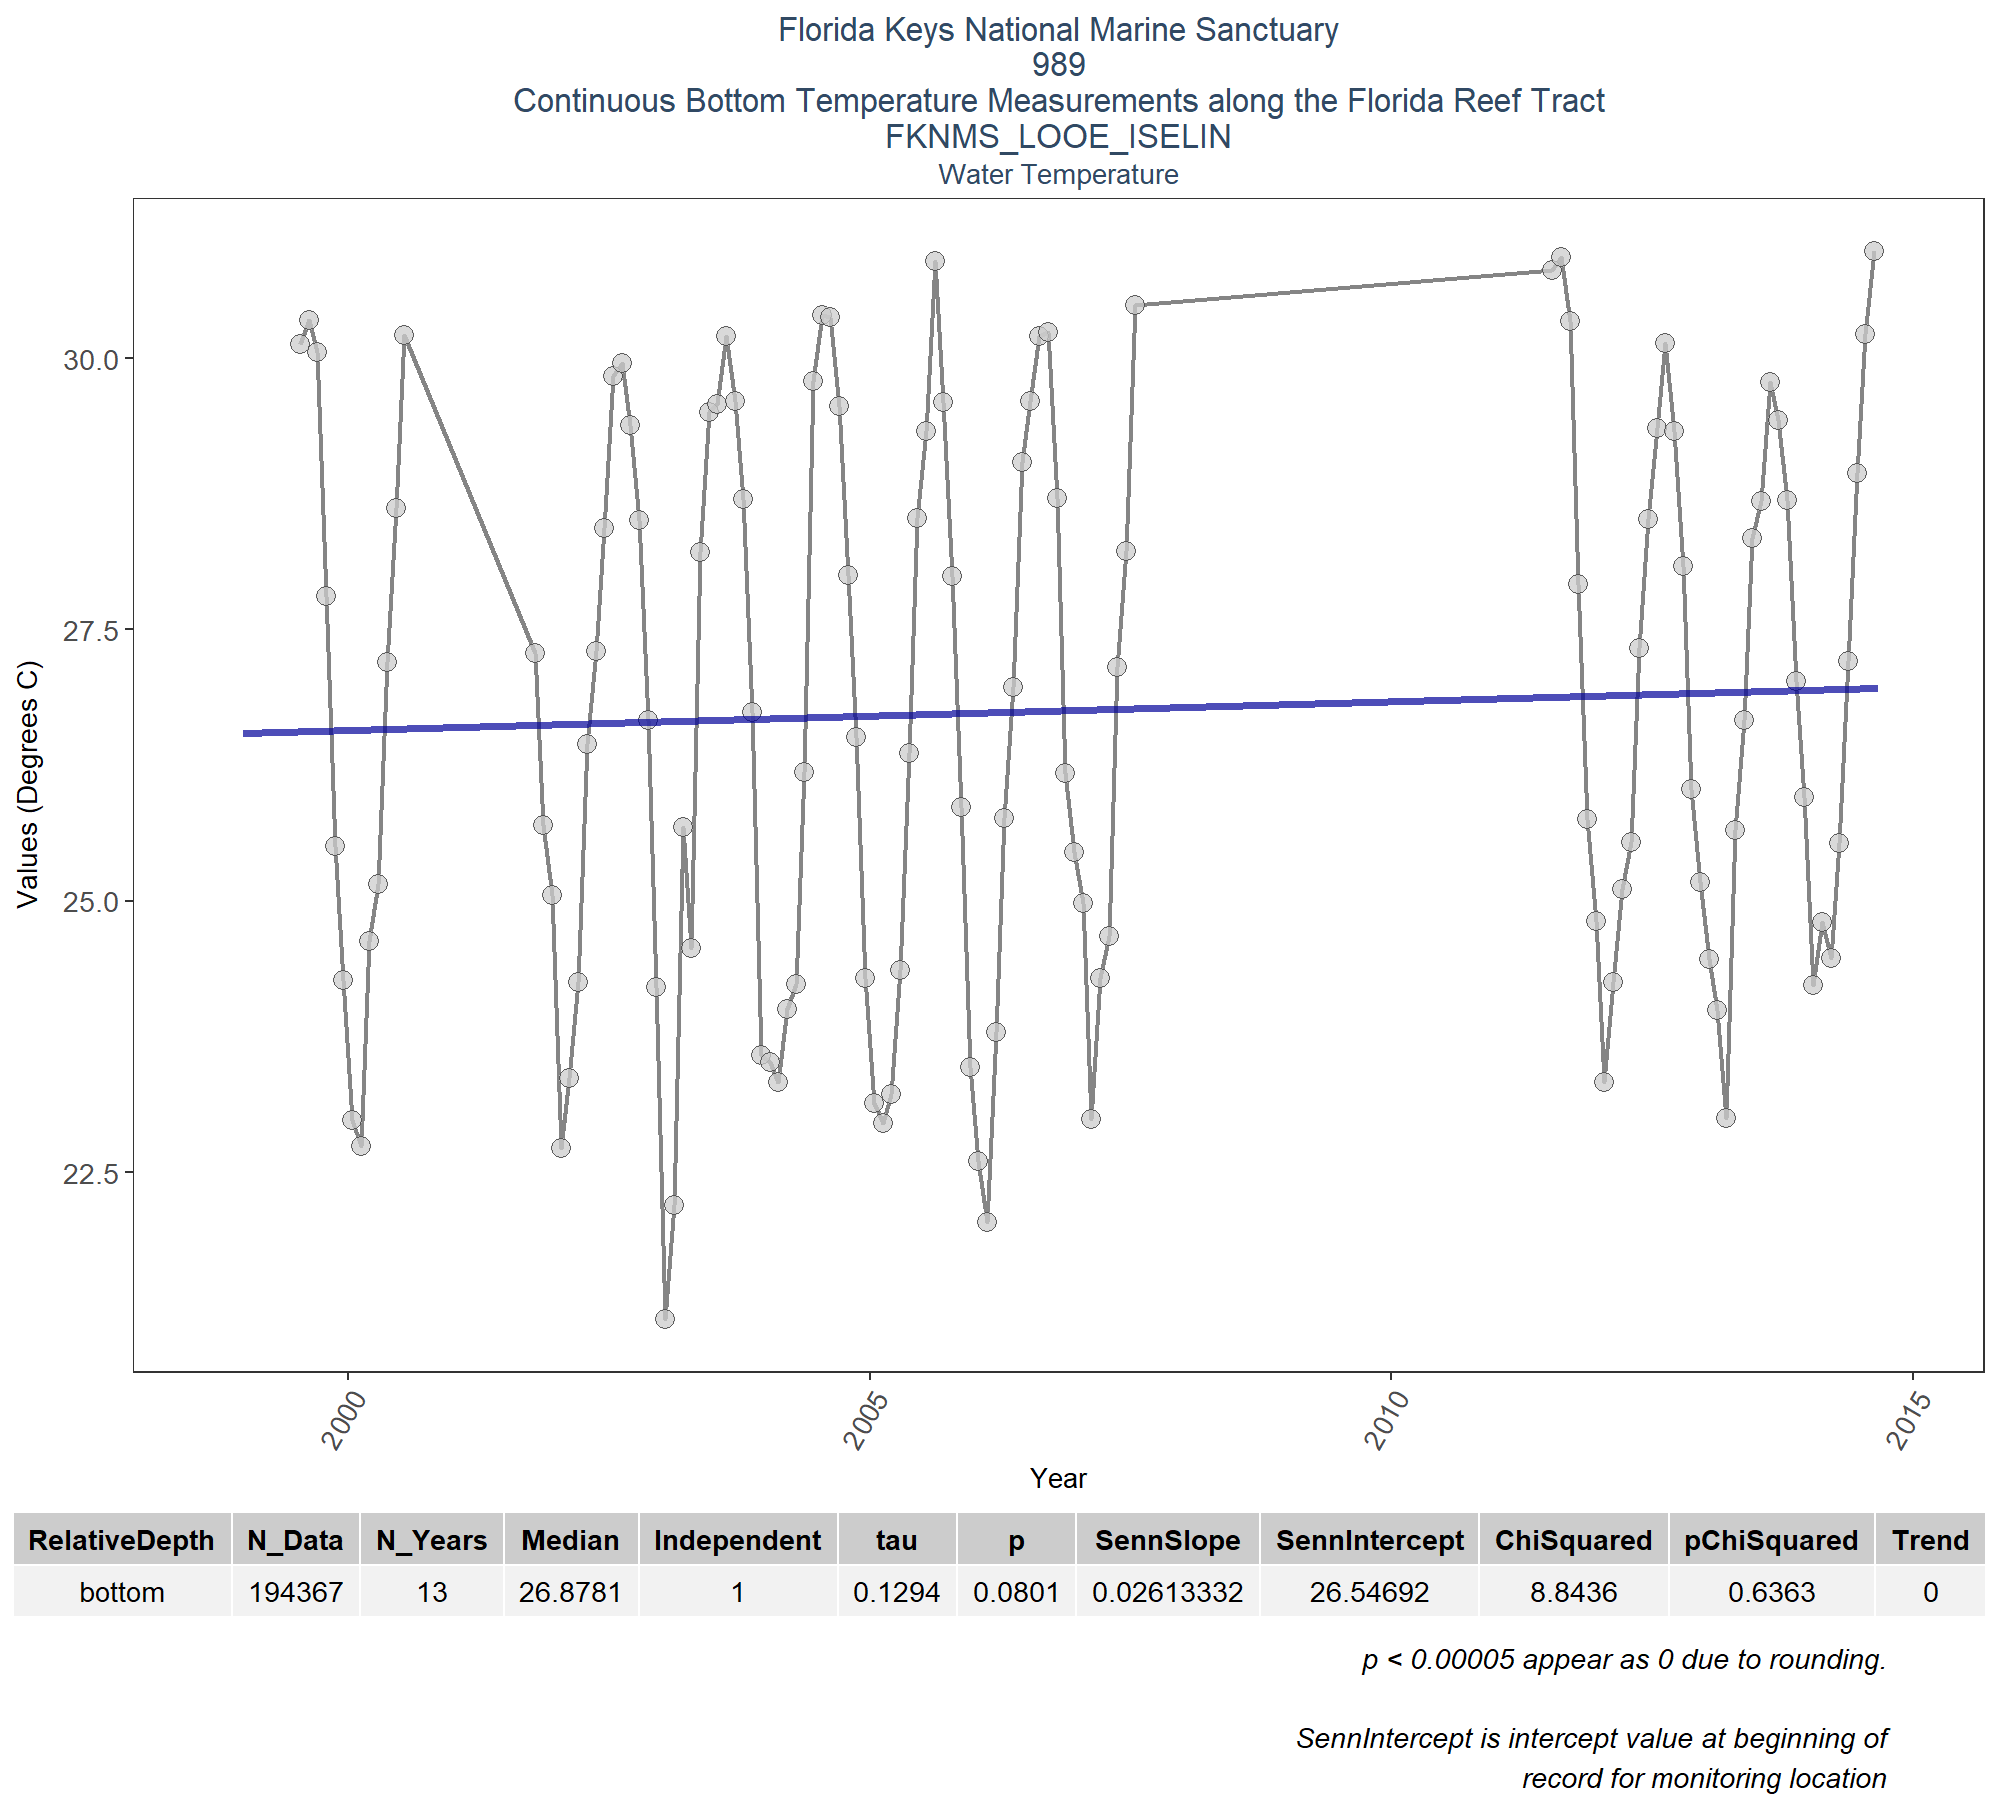 Florida Keys National Marine Sanctuary
989
Continuous Bottom Temperature Measurements along the Florida Reef Tract
FKNMS_LOOE_ISELIN
Water Temperature
Values (Degrees C)
30.0
27.5
25.0
22.5
2000 2005 2010 2015
Year
RelativeDepth N_Data N_Years Median Independent tau p SennSlope SennIntercept ChiSquared pChiSquared Trend
bottom 194367 13 26.8781 1 0.1294 0.0801 0.02613332 26.54692 8.8436 0.6363 0
p < 0.00005 appear as 0 due to rounding.
SennIntercept is intercept value at beginning of
record for monitoring location